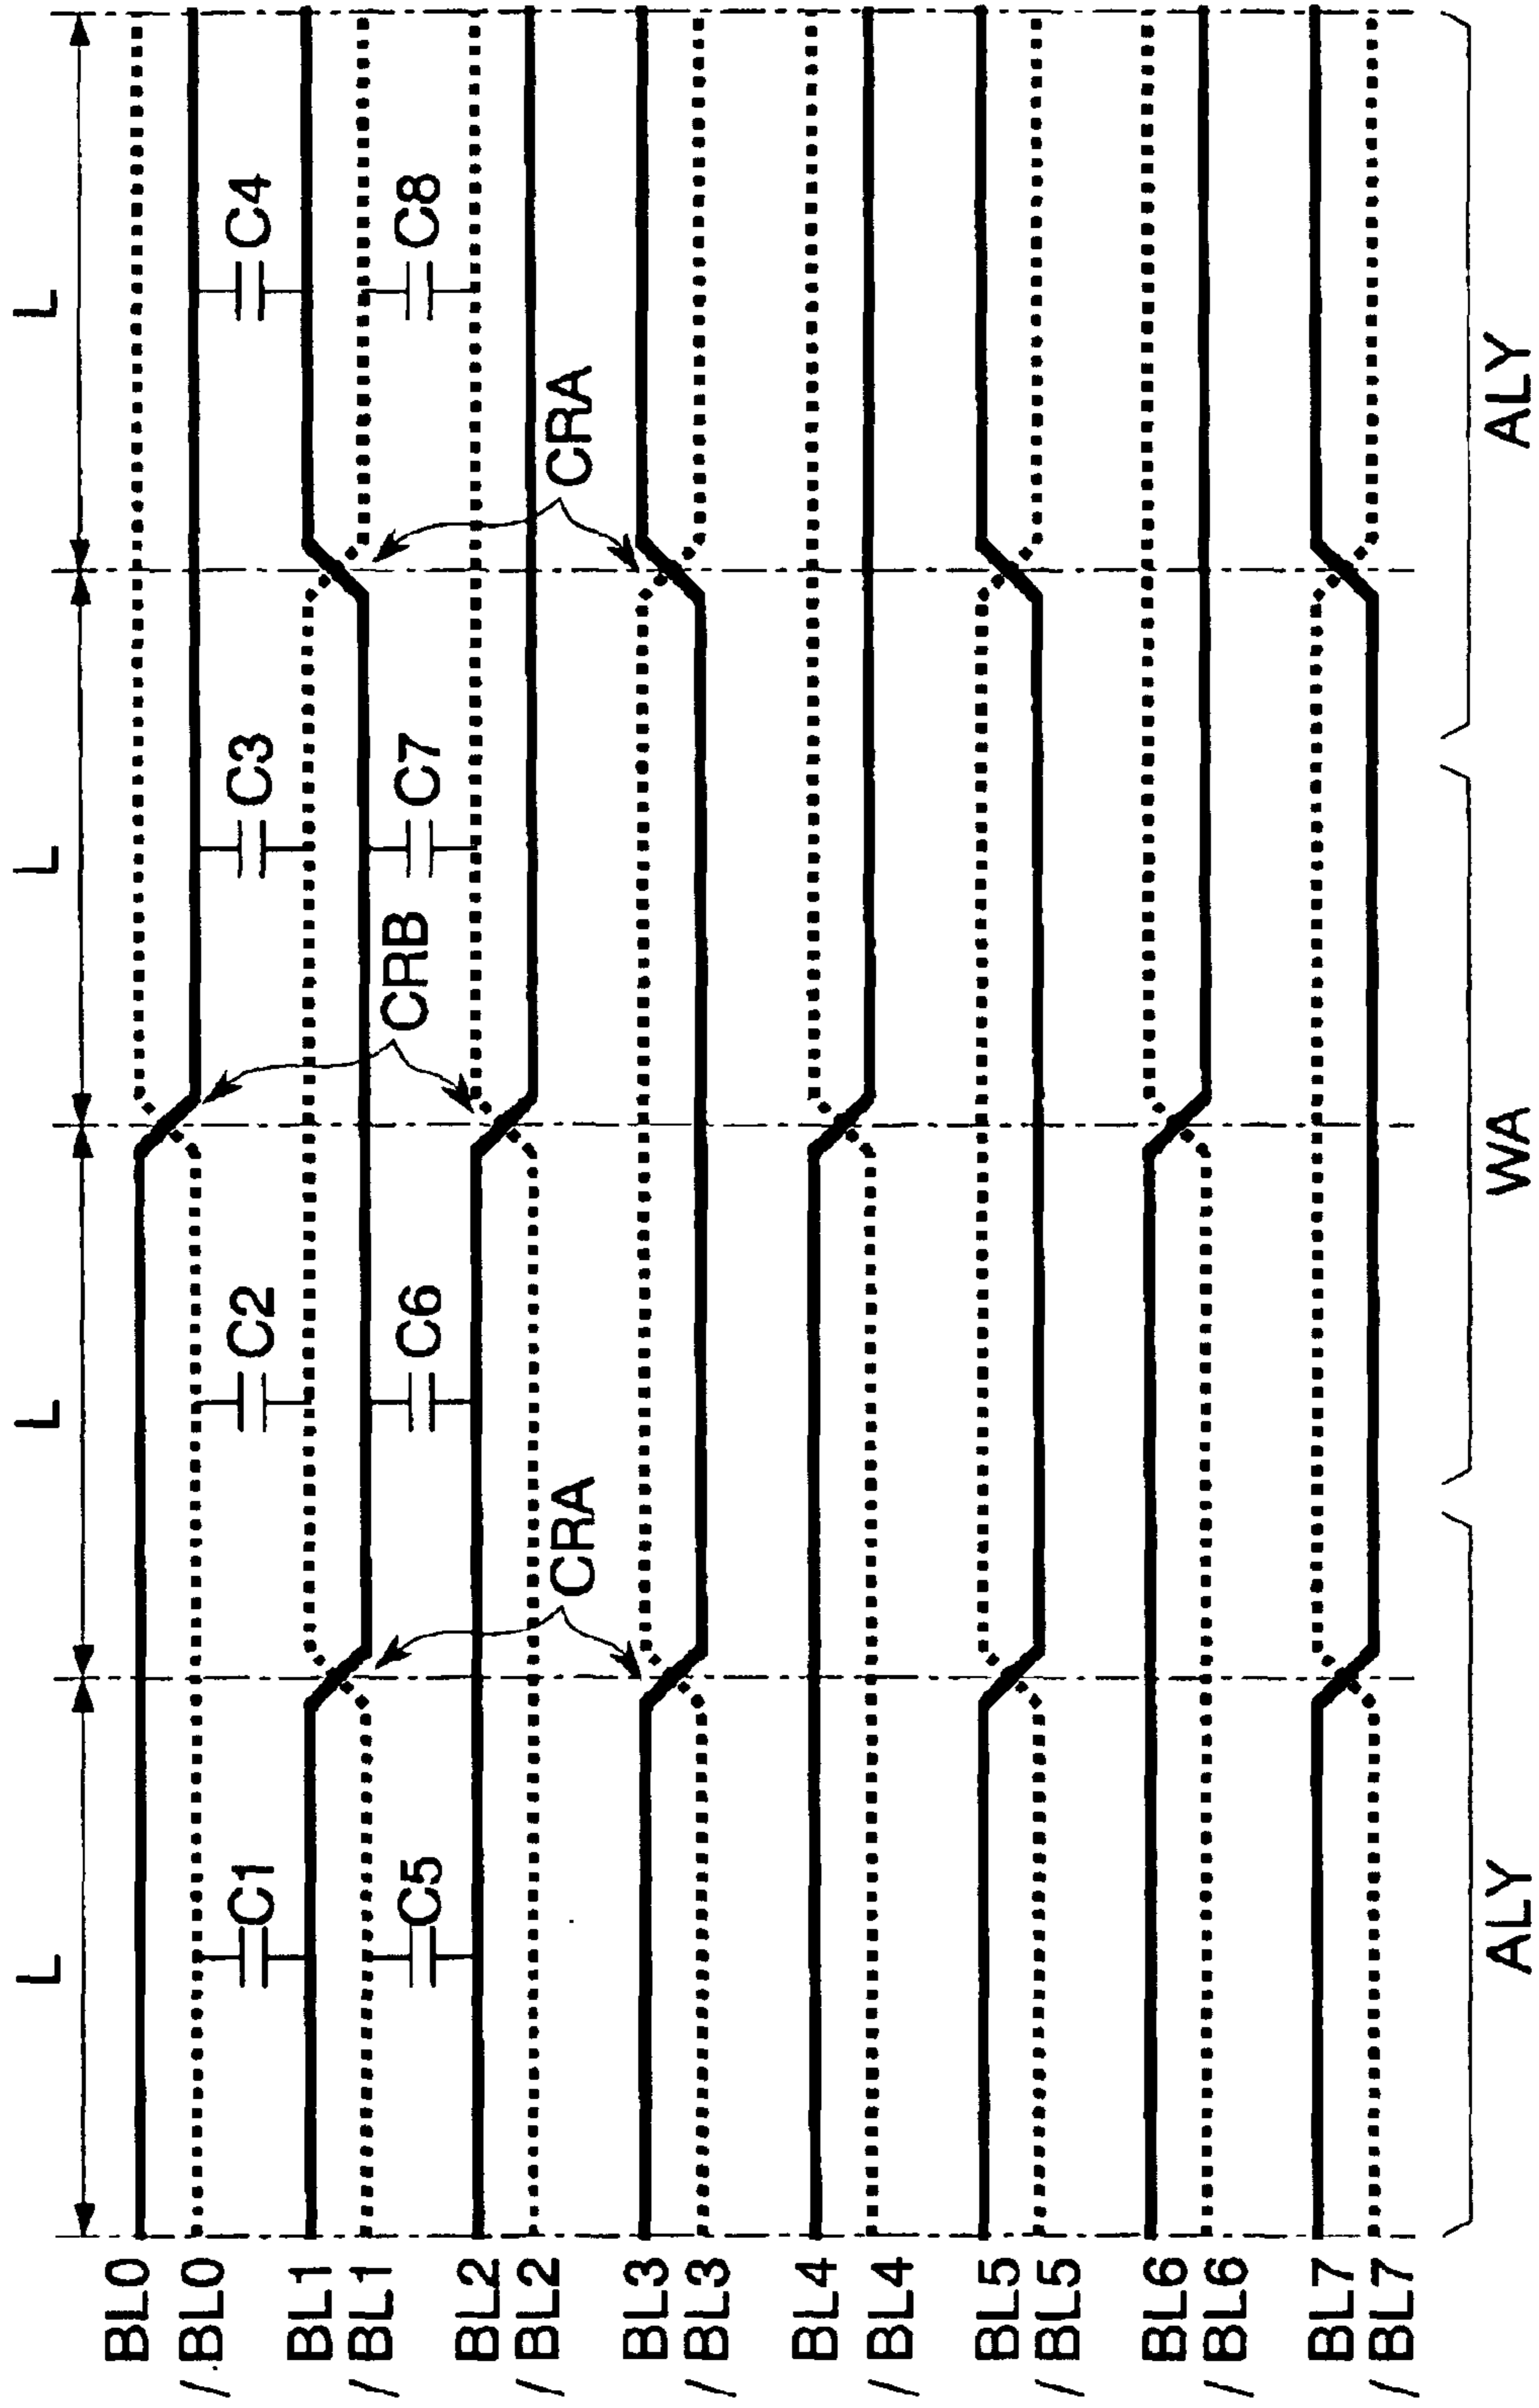 L L L L
BL0
/BL0
C1 C2 C3 C4
BL1
/BL1
CRB
C5 C6 C7 C8
BL2
/BL2
CRA CRA
BL3
/BL3
BL4
/BL4
BL5
/BL5
BL6
/BL6
BL7
/BL7
ALY WA ALY